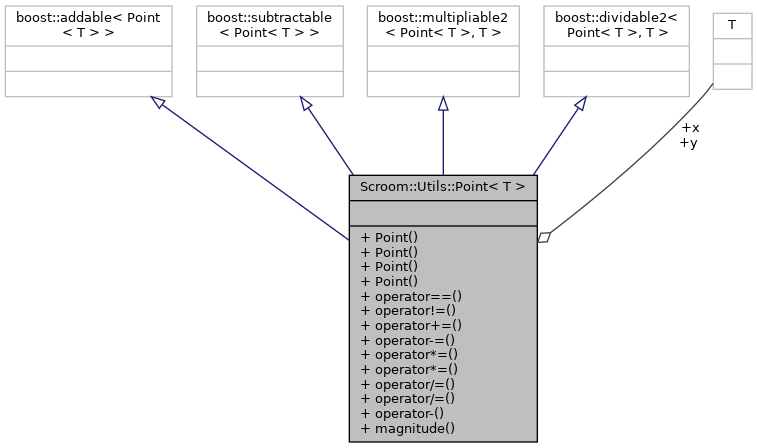 boost::addable< Point
< T > >
boost::subtractable
< Point< T > >
boost::multipliable2
< Point< T >, T >
boost::dividable2<
Point< T >, T >
T
+x
+y
Scroom::Utils::Point< T >
+ Point()
+ Point()
+ Point()
+ Point()
+ operator==()
+ operator!=()
+ operator+=()
+ operator-=()
+ operator*=()
+ operator*=()
+ operator/=()
+ operator/=()
+ operator-()
+ magnitude()